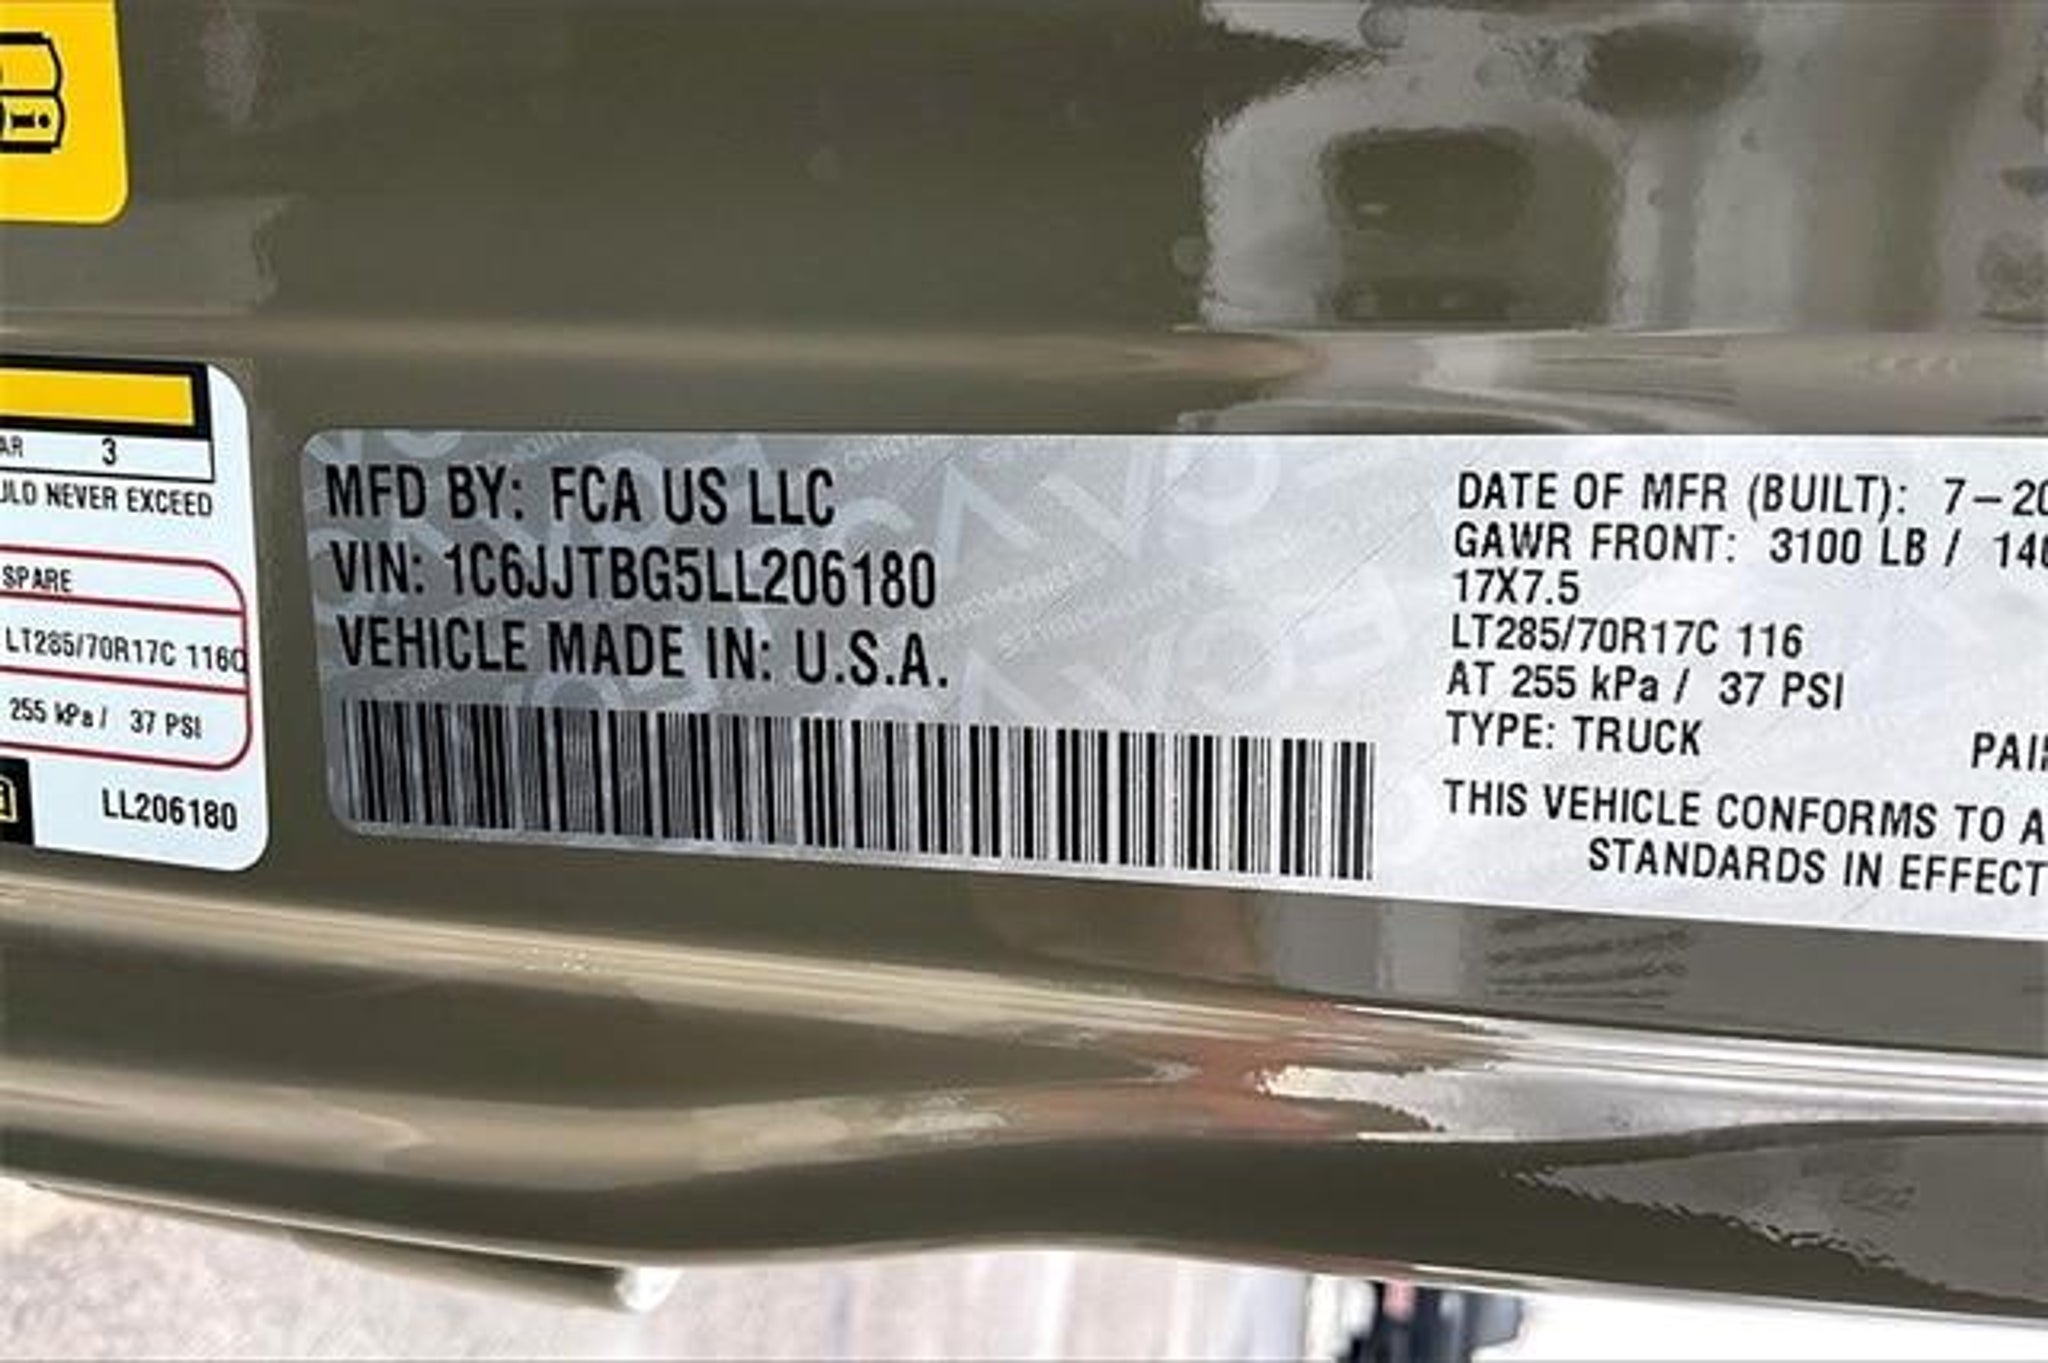 AR 3
ULD NEVER EXCEED
SPARE
LT285/70R17C 116C
255 kPa / 37 PSI
LL206180
MFD BY: FCA US LLC
VIN: 1C6JJTBG5LL206180
VEHICLE MADE IN: U.S.A.
DATE OF MFR (BUILT): 7-20
GAWR FRONT: 3100 LB / 140
17X7.5
LT285/70R17C 116
AT 255 kPa / 37 PSI
TYPE: TRUCK PAI
THIS VEHICLE CONFORMS TO A
STANDARDS IN EFFECT